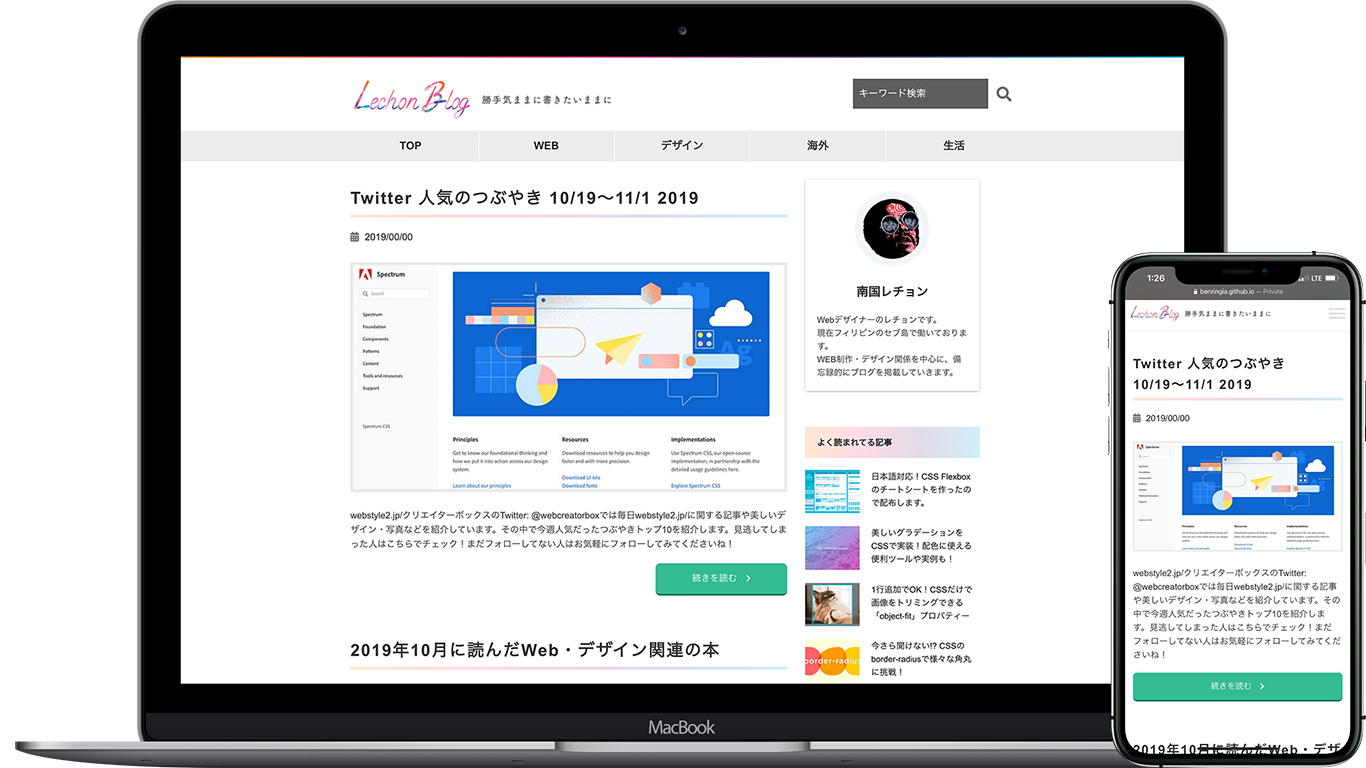 Lechon Blog 勝手気ままに書きたいままに
キーワード検索
TOP WEB デザイン 海外 生活
Twitter 人気のつぶやき 10/19〜11/1 2019
2019/00/00
Spectrum
Search
Spectrum
Foundation
Components
Patterns
Content
Tools and resources
Support
Spectrum CSS
Ag
Principles
Get to know our foundational thinking and
how we put it into action across our design
system.
Learn about our principles
Resources
Download resources to help you design
faster and with more precision.
Download UI kits
Download fonts
Implementations
Use Spectrum CSS, our open-source
implementation, in partnership with the
detailed usage guidelines here.
Explore Spectrum CSS
webstyle2.jp/クリエイターボックスのTwitter: @webcreatorboxでは毎日webstyle2.jp/に関する記事や美しい
デザイン・写真などを紹介しています。その中で今週人気だったつぶやきトップ10を紹介します。見逃してしま
った人はこちらでチェック！まだフォローしてない人はお気軽にフォローしてみてくださいね！
続きを読む
2019年10月に読んだWeb・デザイン関連の本
南国レチョン
Webデザイナーのレチョンです。
現在フィリピンのセブ島で働いておりま
す。
WEB制作・デザイン関係を中心に、備
忘録的にブログを掲載していきます。
よく読まれてる記事
日本語対応！CSS Flexbox
のチートシートを作ったの
で配布します。
美しいグラデーションを
CSSで実装！配色に使える
便利ツールや実例も！
1行追加でOK！CSSだけで
画像をトリミングできる
「object-fit」プロパティー
border-radius
今さら聞けない!? CSSの
border-radiusで様々な角丸
に挑戦！
MacBook
1:26 LTE
benringia.github.io — Private
Lechon Blog 勝手気ままに書きたいままに
Twitter 人気のつぶやき
10/19〜11/1 2019
2019/00/00
Spectrum
Principles
Resources
Implementations
webstyle2.jp/クリエイターボックスのTwitter:
@webcreatorboxでは毎日webstyle2.jp/に関する記事
や美しいデザイン・写真などを紹介しています。その
中で今週人気だったつぶやきトップ10を紹介しま
す。見逃してしまった人はこちらでチェック！まだ
フォローしてない人はお気軽にフォローしてみてくだ
さいね！
続きを読む
2019年10月に読んだWeb・デザ